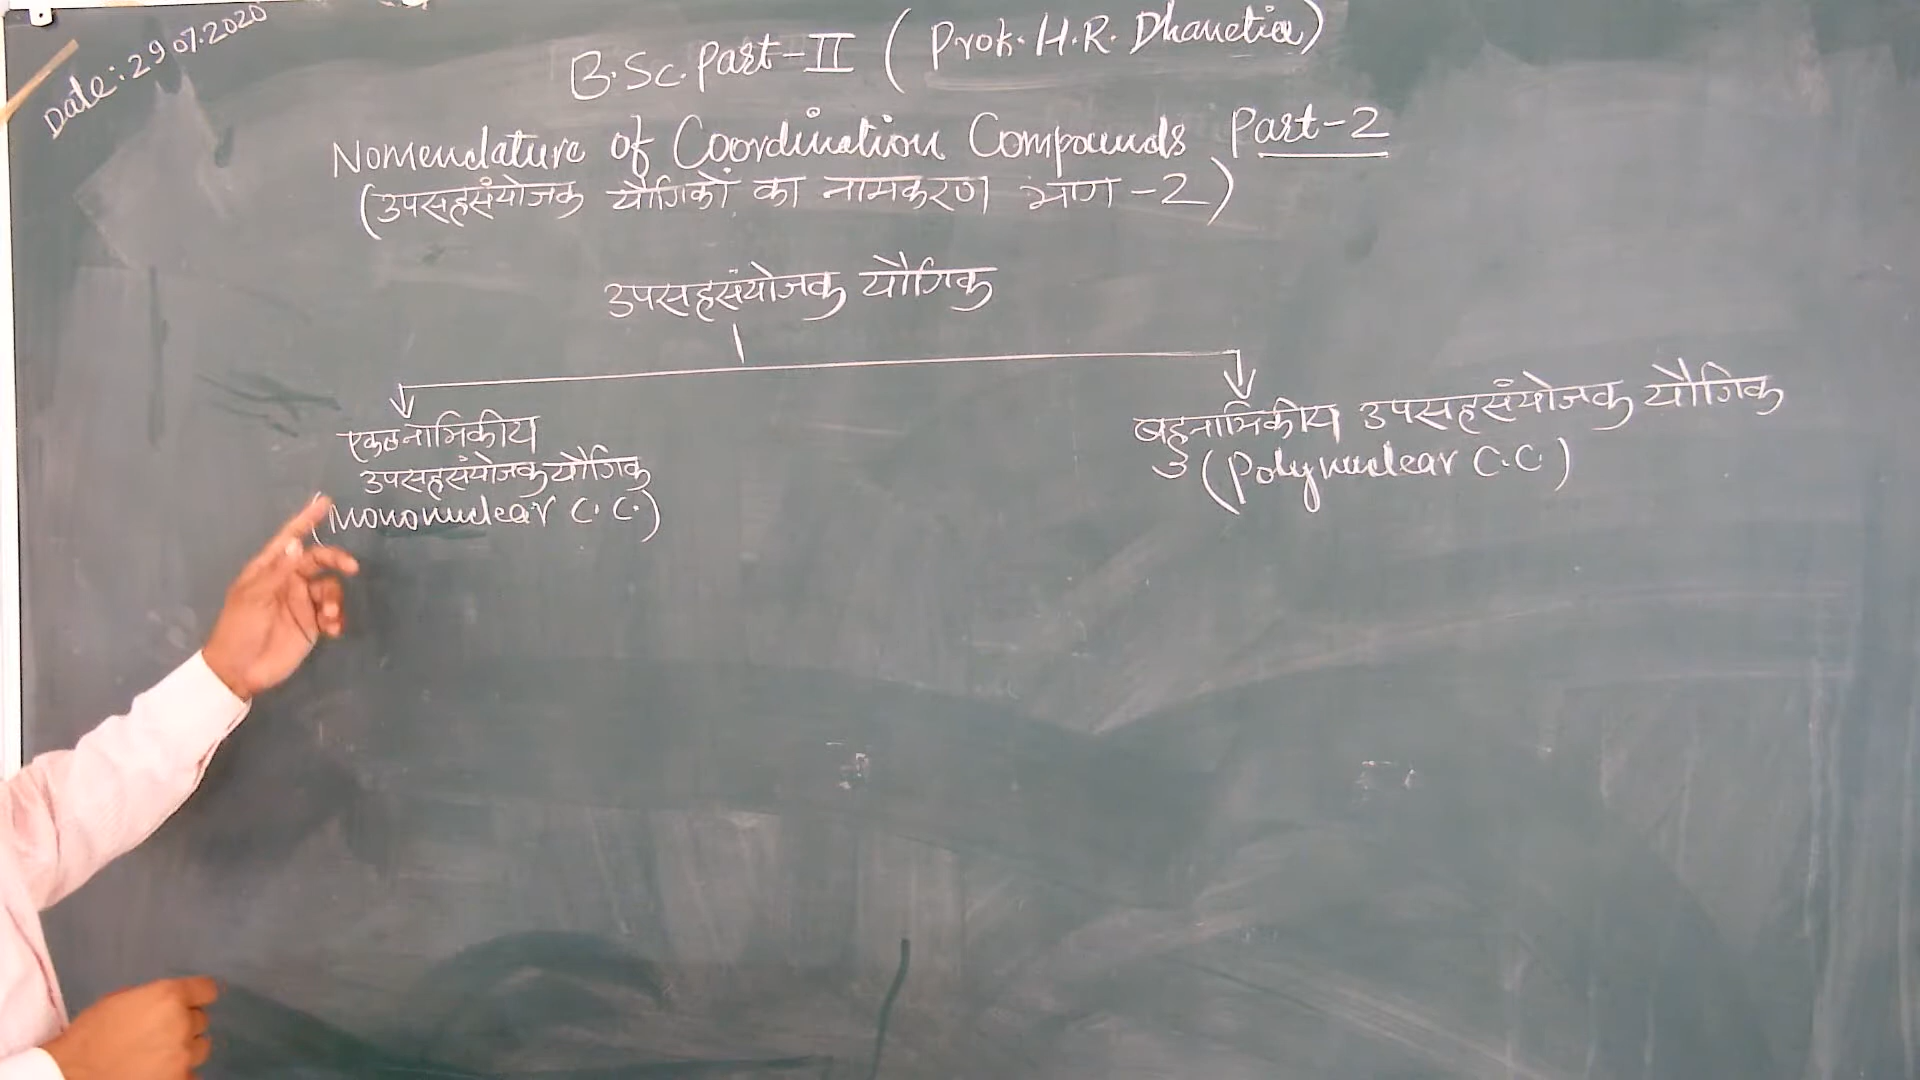 Date: 29.07.2020
B.Sc. Part-II (Prof. H.R. Dhanetia)
Nomenclature of Coordination Compounds Part-2
(उपसहसंयोजक यौगिकों का नामकरण भाग -2)
उपसहसंयोजक यौगिक
एकलनाभिकीय
उपसहसंयोजक यौगिक
(Mononuclear C.C.)
बहुनाभिकीय उपसहसंयोजक यौगिक
(Polynuclear C.C.)